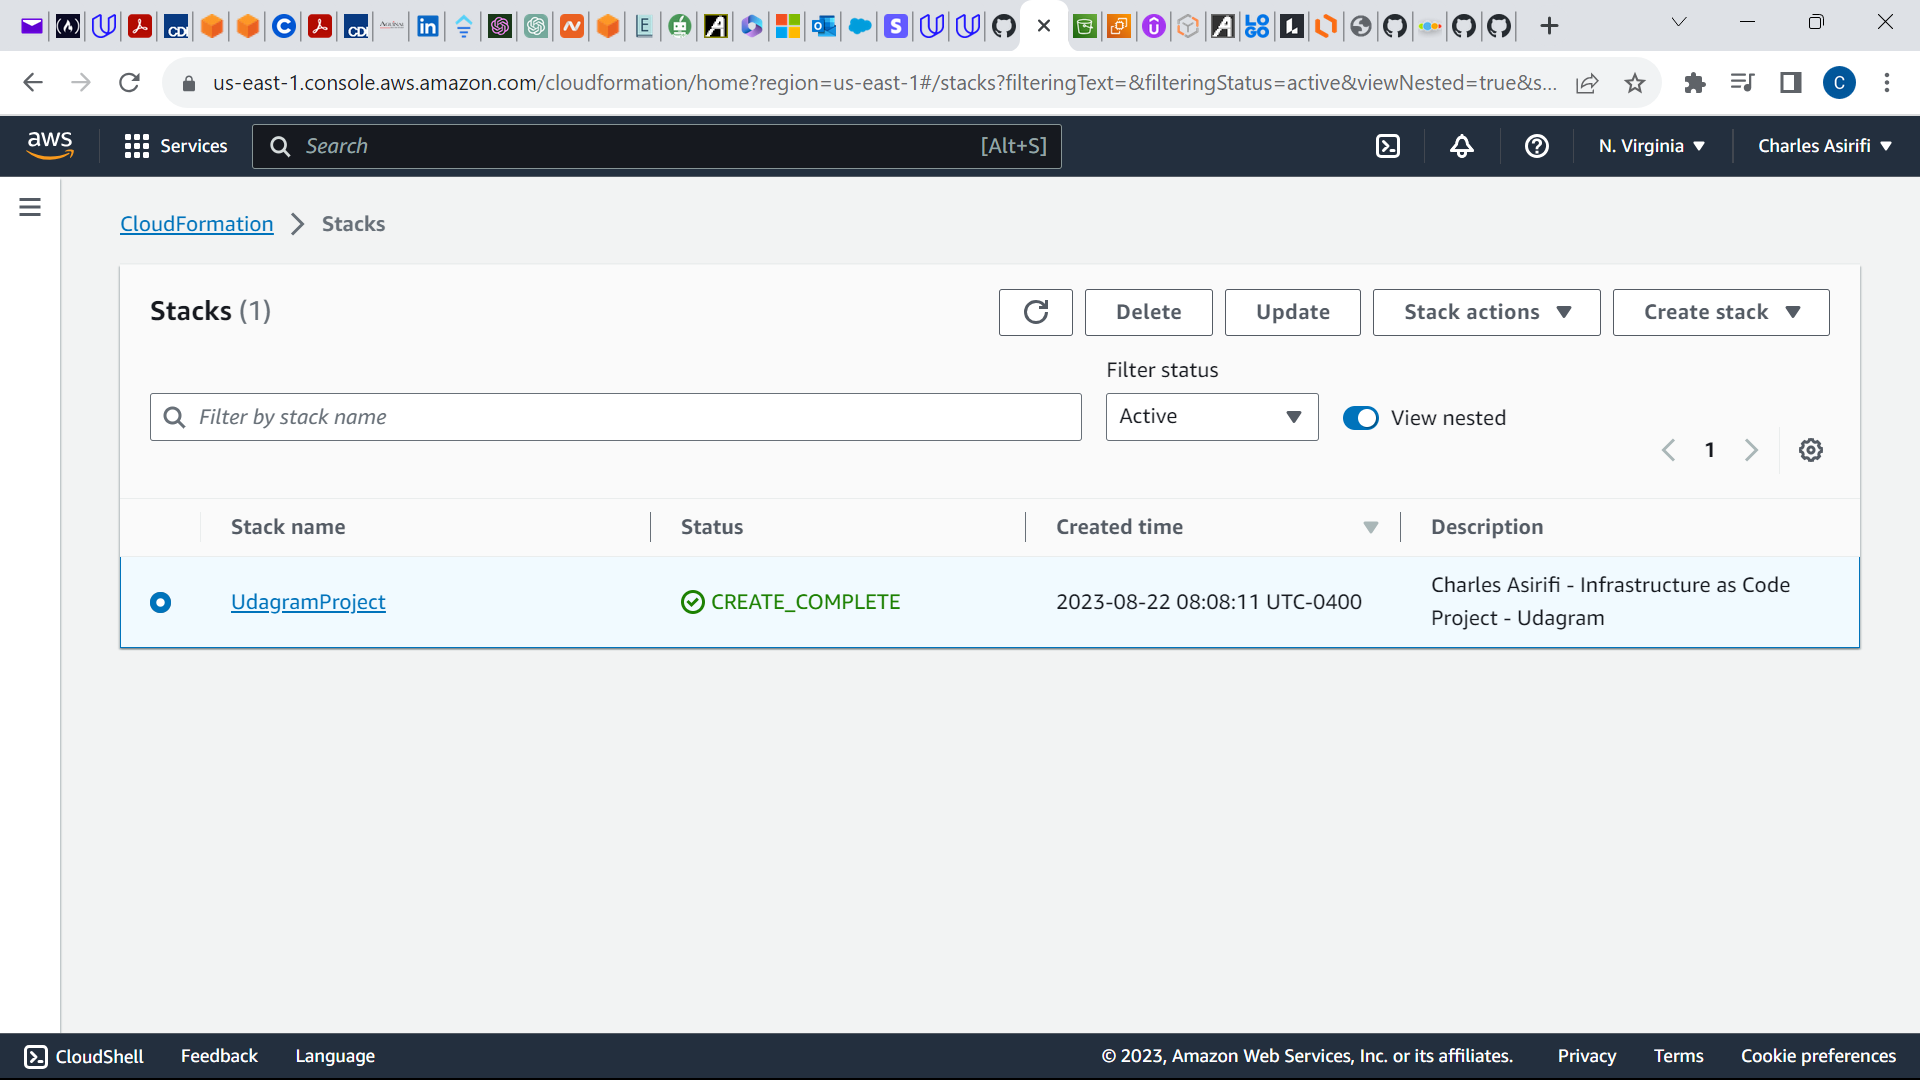 us-east-1.console.aws.amazon.com/cloudformation/home?region=us-east-1#/stacks?filteringText=&filteringStatus=active&viewNested=true&s...
C
aws
Services
Search
[Alt+S]
N. Virginia
Charles Asirifi
CloudFormation
Stacks
Stacks (1)
Delete
Update
Stack actions
Create stack
Filter status
Filter by stack name
Active
View nested
1
Stack name
Status
Created time
Description
UdagramProject
CREATE_COMPLETE
2023-08-22 08:08:11 UTC-0400
Charles Asirifi - Infrastructure as Code
Project - Udagram
CloudShell
Feedback
Language
© 2023, Amazon Web Services, Inc. or its affiliates.
Privacy
Terms
Cookie preferences